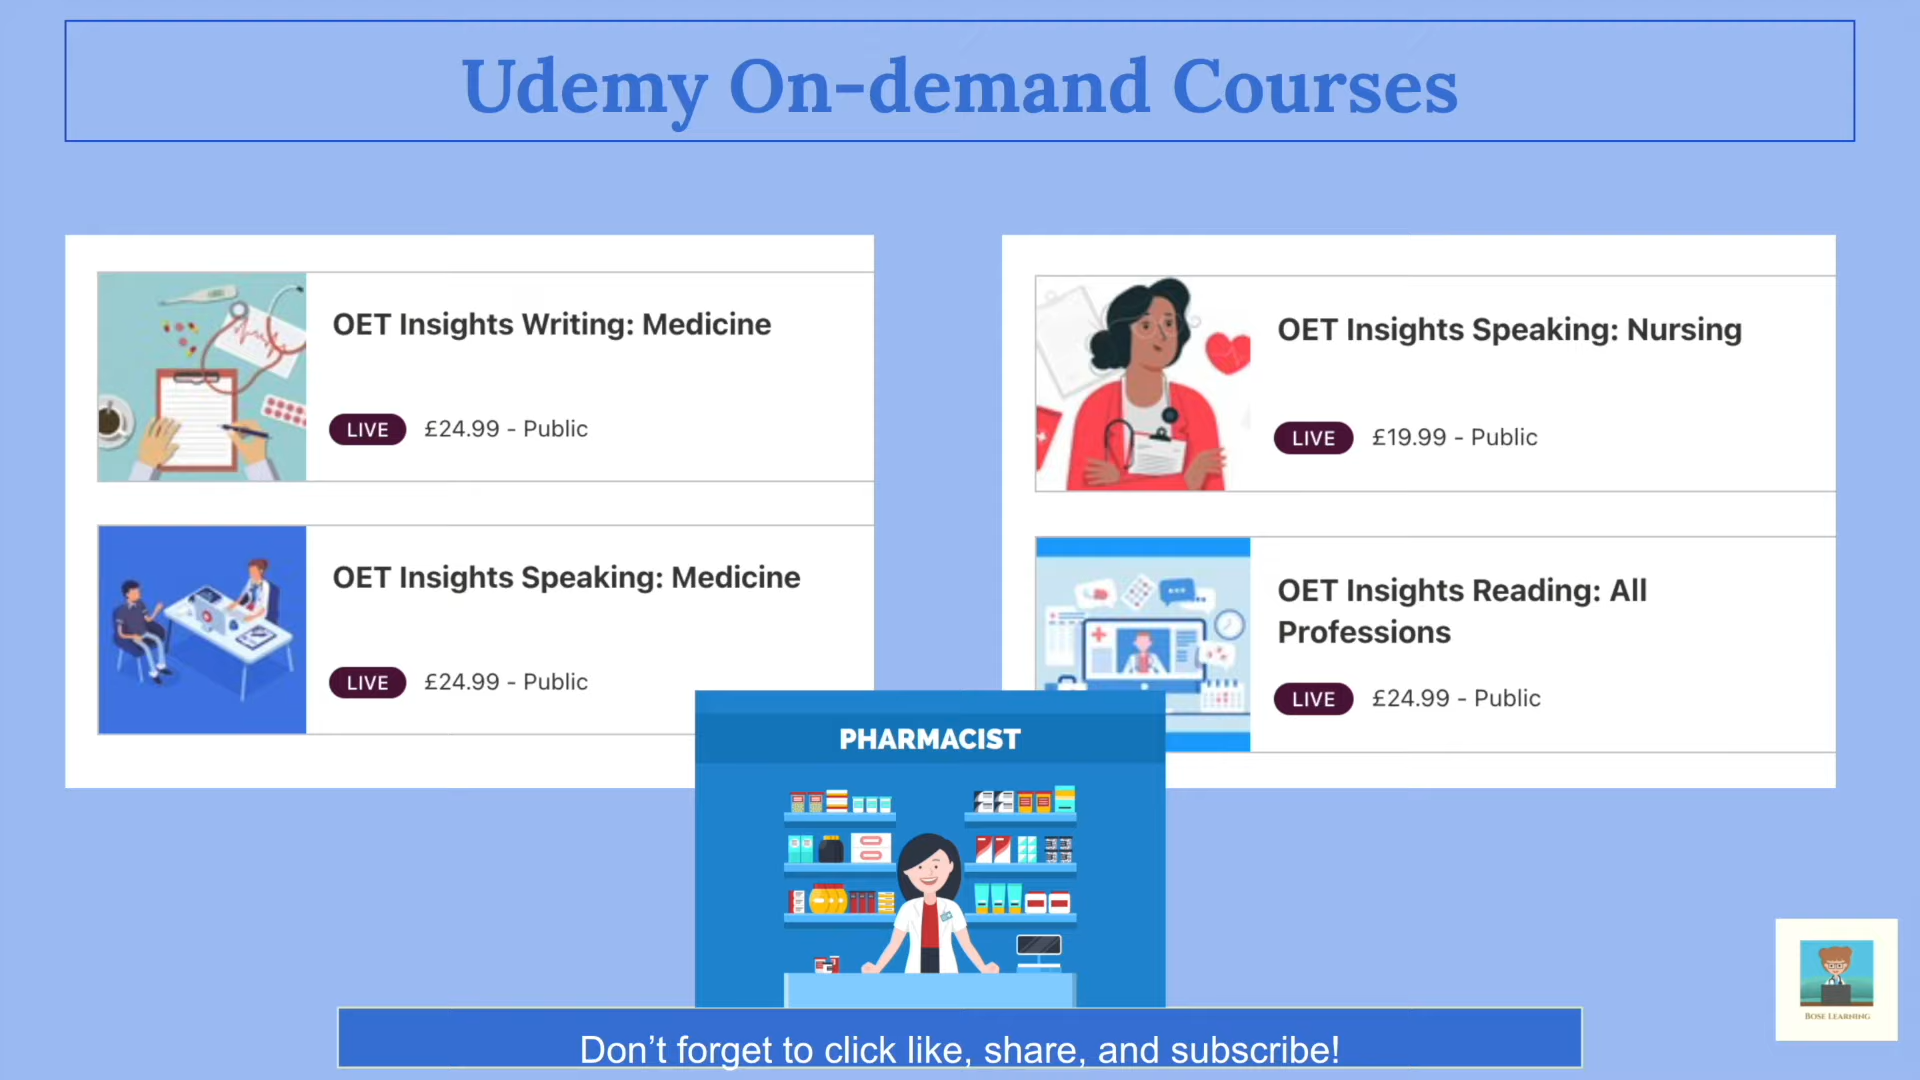 Udemy On-demand Courses
OET Insights Writing: Medicine
LIVE £24.99 - Public
OET Insights Speaking: Medicine
LIVE £24.99 - Public
OET Insights Speaking: Nursing
LIVE £19.99 - Public
OET Insights Reading: All
Professions
LIVE £24.99 - Public
PHARMACIST
Don’t forget to click like, share, and subscribe!
BOSE LEARNING